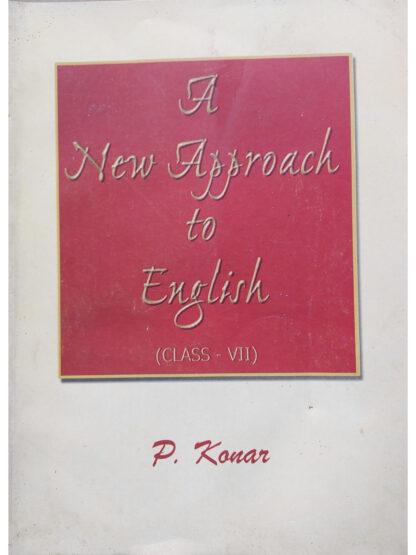 A
New Approach
to
English
(CLASS - VII)
P. Konar